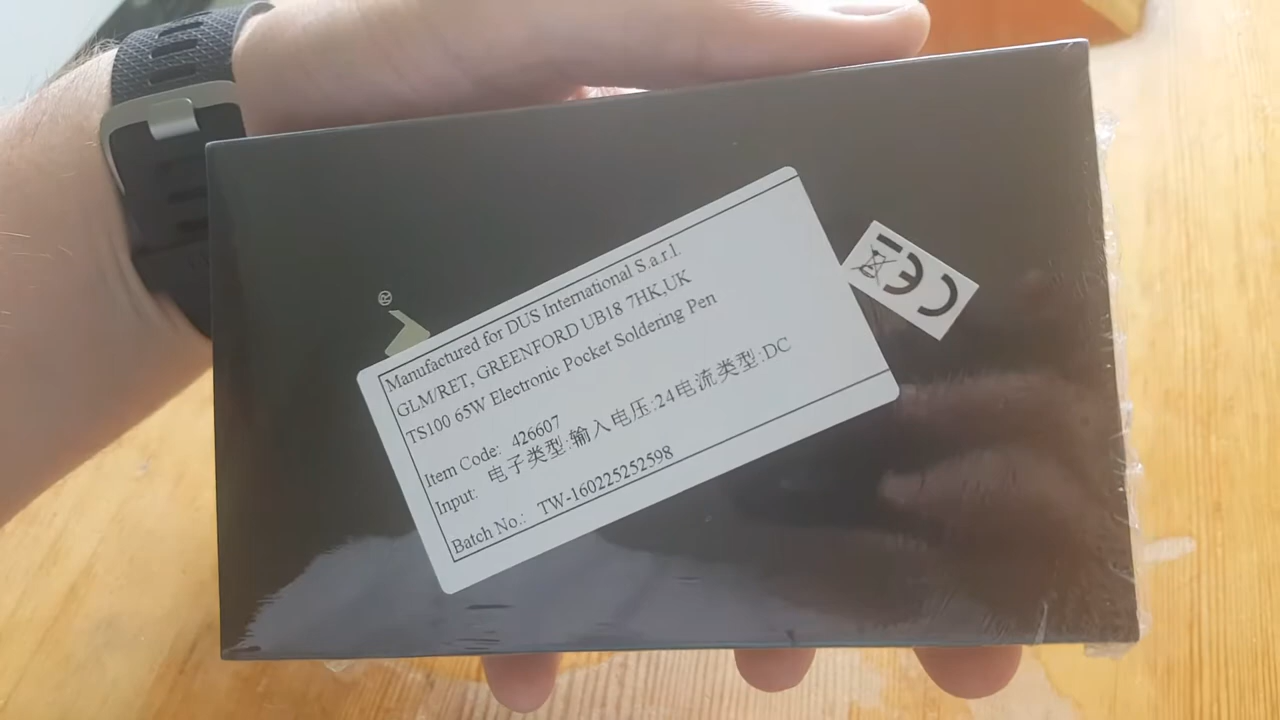 ®
Manufactured for DUS International S.a.r.l.
GLM/RET, GREENFORD UB18 7HK,UK
TS100 65W Electronic Pocket Soldering Pen
Item Code: 426607
Input: 电子类型:输入电压:24电流类型:DC
Batch No.: TW-160225252598
CE